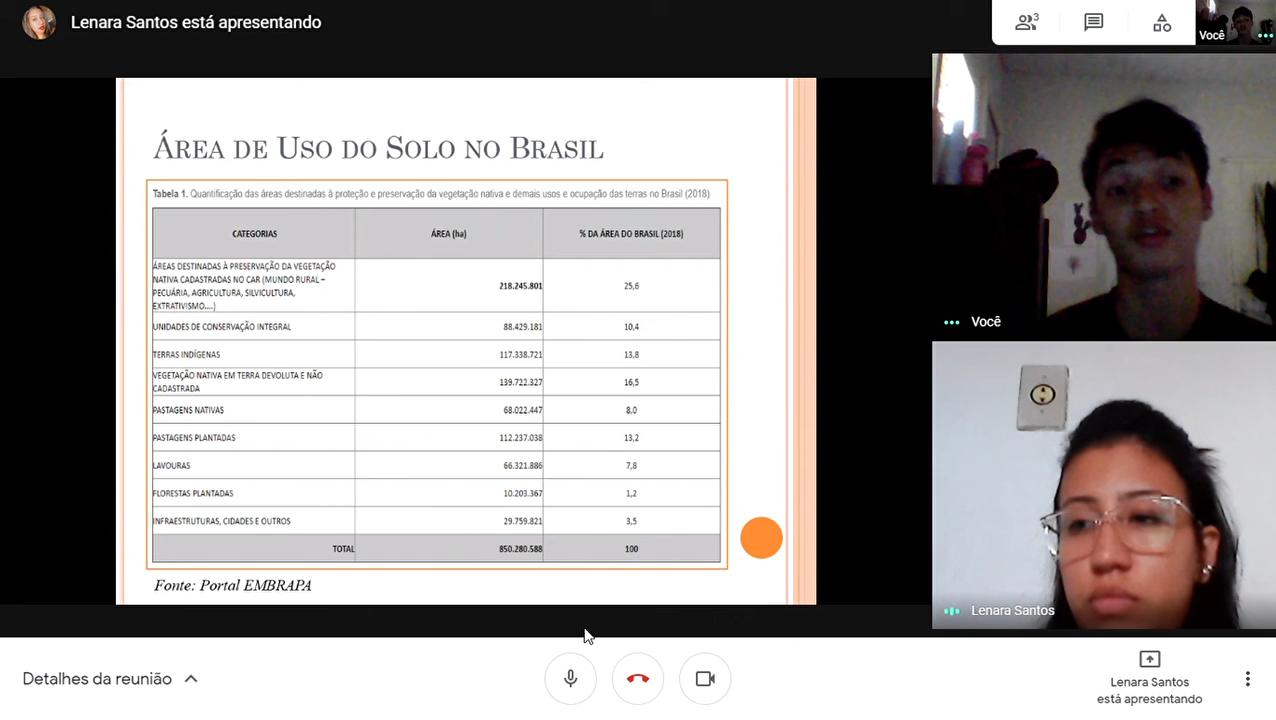 Lenara Santos está apresentando
3
Você
ÁREA DE USO DO SOLO NO BRASIL
Tabela 1. Quantificação das áreas destinadas à proteção e preservação da vegetação nativa e demais usos e ocupação das terras no Brasil (2018)
CATEGORIAS ÁREA (ha) % DA ÁREA DO BRASIL (2018)
ÁREAS DESTINADAS À PRESERVAÇÃO DA VEGETAÇÃO
NATIVA CADASTRADAS NO CAR (MUNDO RURAL –
PECUÁRIA, AGRICULTURA, SILVICULTURA,
EXTRATIVISMO....) 218.245.801 25,6
UNIDADES DE CONSERVAÇÃO INTEGRAL 88.429.181 10,4
TERRAS INDÍGENAS 117.338.721 13,8
VEGETAÇÃO NATIVA EM TERRA DEVOLUTA E NÃO
CADASTRADA 139.722.327 16,5
PASTAGENS NATIVAS 68.022.447 8,0
PASTAGENS PLANTADAS 112.237.038 13,2
LAVOURAS 66.321.886 7,8
FLORESTAS PLANTADAS 10.203.367 1,2
INFRAESTRUTURAS, CIDADES E OUTROS 29.759.821 3,5
TOTAL 850.280.588 100
Fonte: Portal EMBRAPA
Você
Lenara Santos
Detalhes da reunião
Lenara Santos
está apresentando